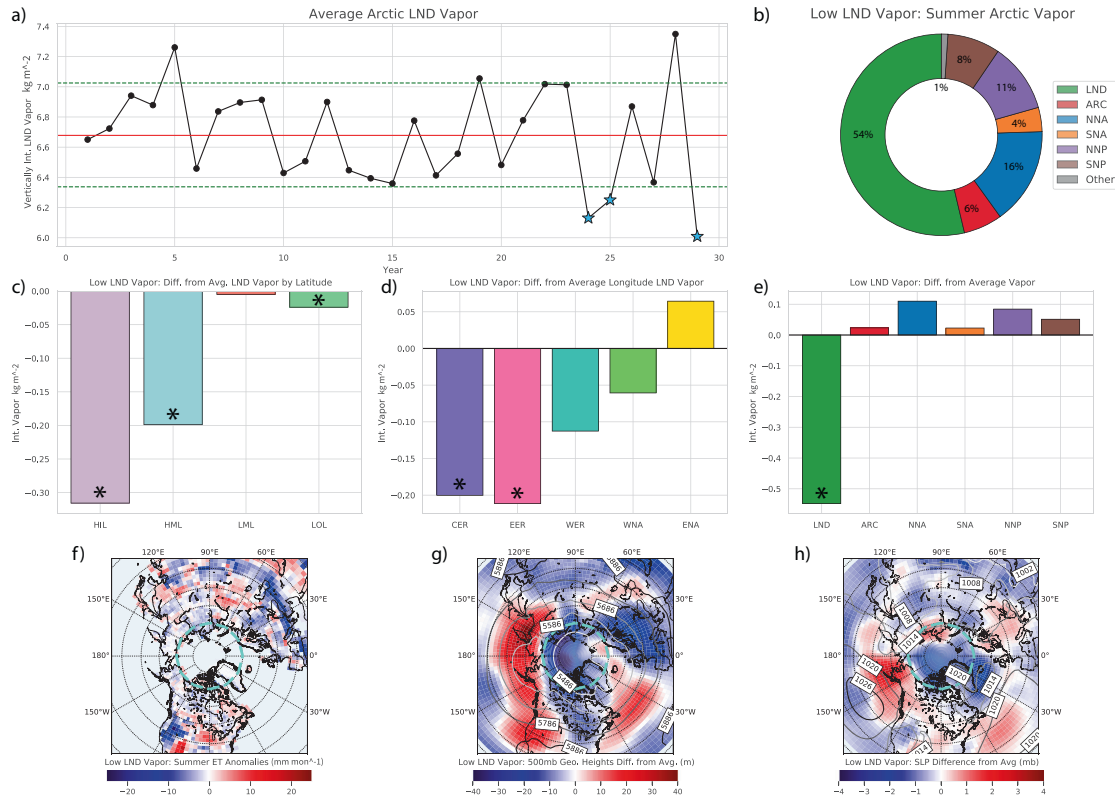 a)
Average Arctic LND Vapor
Vertically Int. LND Vapor kg m^-2
7.4
7.2
7.0
6.8
6.6
6.4
6.2
6.0
0
5
10
15
20
25
30
Year
b)
Low LND Vapor: Summer Arctic Vapor
54%
1%
8%
11%
4%
16%
6%
LND
ARC
NNA
SNA
NNP
SNP
Other
c)
Low LND Vapor: Diff. from Avg. LND Vapor by Latitude
Int. Vapor kg m^-2
0.00
−0.05
−0.10
−0.15
−0.20
−0.25
−0.30
*
*
*
HIL
HML
LML
LOL
d)
Low LND Vapor: Diff. from Average Longitude LND Vapor
Int. Vapor kg m^-2
0.05
0.00
−0.05
−0.10
−0.15
−0.20
*
*
CER
EER
WER
WNA
ENA
e)
Low LND Vapor: Diff. from Average Vapor
Int. Vapor kg m^-2
0.1
0.0
−0.1
−0.2
−0.3
−0.4
−0.5
*
LND
ARC
NNA
SNA
NNP
SNP
f)
120°E
90°E
60°E
150°E
30°E
180°
0°
150°W
30°W
Low LND Vapor: Summer ET Anomalies (mm mon^-1)
−20
−10
0
10
20
g)
120°E
90°E
60°E
150°E
30°E
180°
0°
150°W
30°W
5886
5886
5686
5586
5486
5786
5886
5886
Low LND Vapor: 500mb Geo. Heights Diff. from Avg. (m)
−40
−30
−20
−10
0
10
20
30
40
h)
120°E
90°E
60°E
150°E
30°E
180°
0°
150°W
30°W
1002
1008
1008
1014
1020
1026
1020
1014
1020
1020
Low LND Vapor: SLP Difference from Avg (mb)
−4
−3
−2
−1
0
1
2
3
4